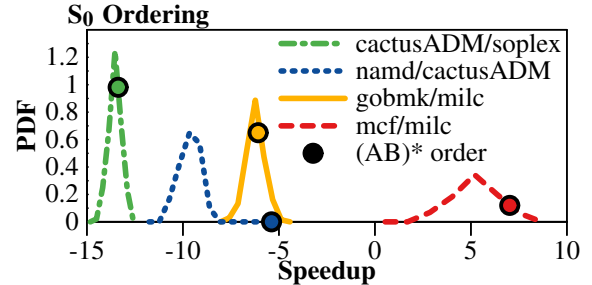 S₀ Ordering
PDF
1.2
1
0.8
0.6
0.4
0.2
0
cactusADM/soplex
namd/cactusADM
gobmk/milc
mcf/milc
(AB)* order
-15 -10 -5 0 5 10
Speedup